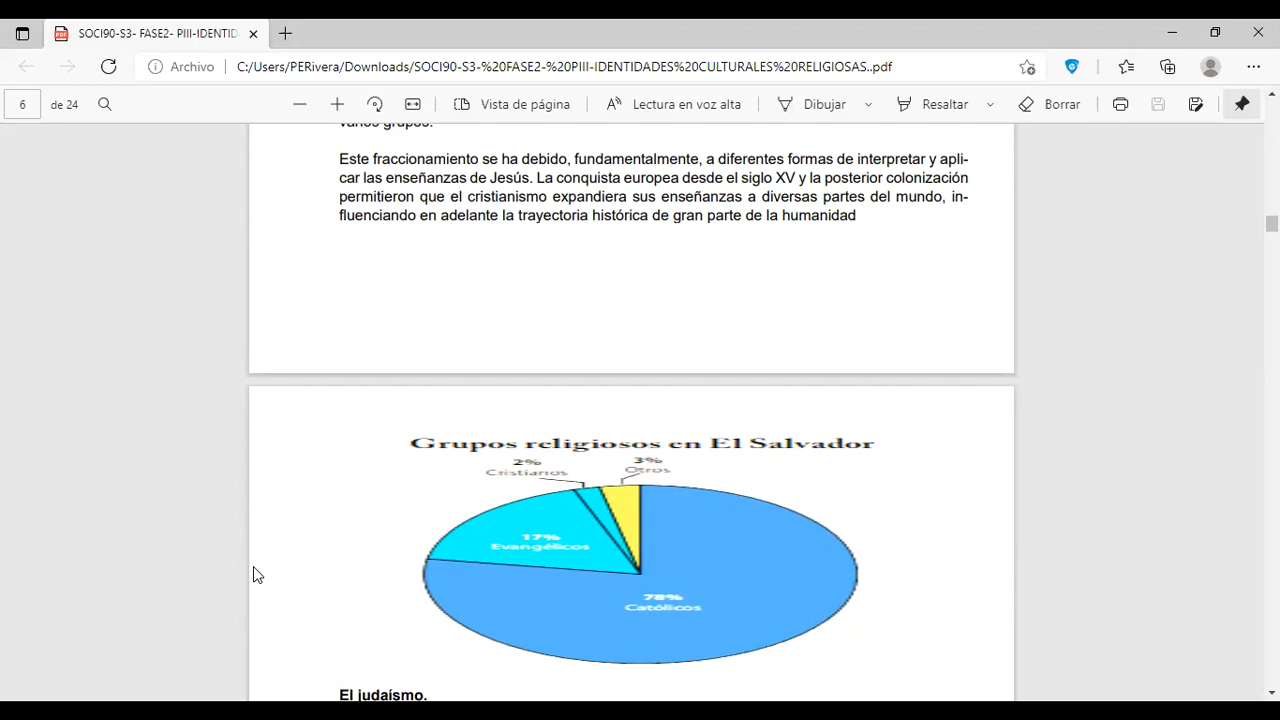 SOCI90-S3- FASE2- PIII-IDENTID
Archivo
C:/Users/PERivera/Downloads/SOCI90-S3-%20FASE2-%20PIII-IDENTIDADES%20CULTURALES%20RELIGIOSAS..pdf
6 de 24
Vista de página
Lectura en voz alta
Dibujar
Resaltar
Borrar
varios grupos.
Este fraccionamiento se ha debido, fundamentalmente, a diferentes formas de interpretar y apli-
car las enseñanzas de Jesús. La conquista europea desde el siglo XV y la posterior colonización
permitieron que el cristianismo expandiera sus enseñanzas a diversas partes del mundo, in-
fluenciando en adelante la trayectoria histórica de gran parte de la humanidad
Grupos religiosos en El Salvador
2%
Cristianos
3%
Otros
17%
Evangélicos
78%
Católicos
El judaísmo.